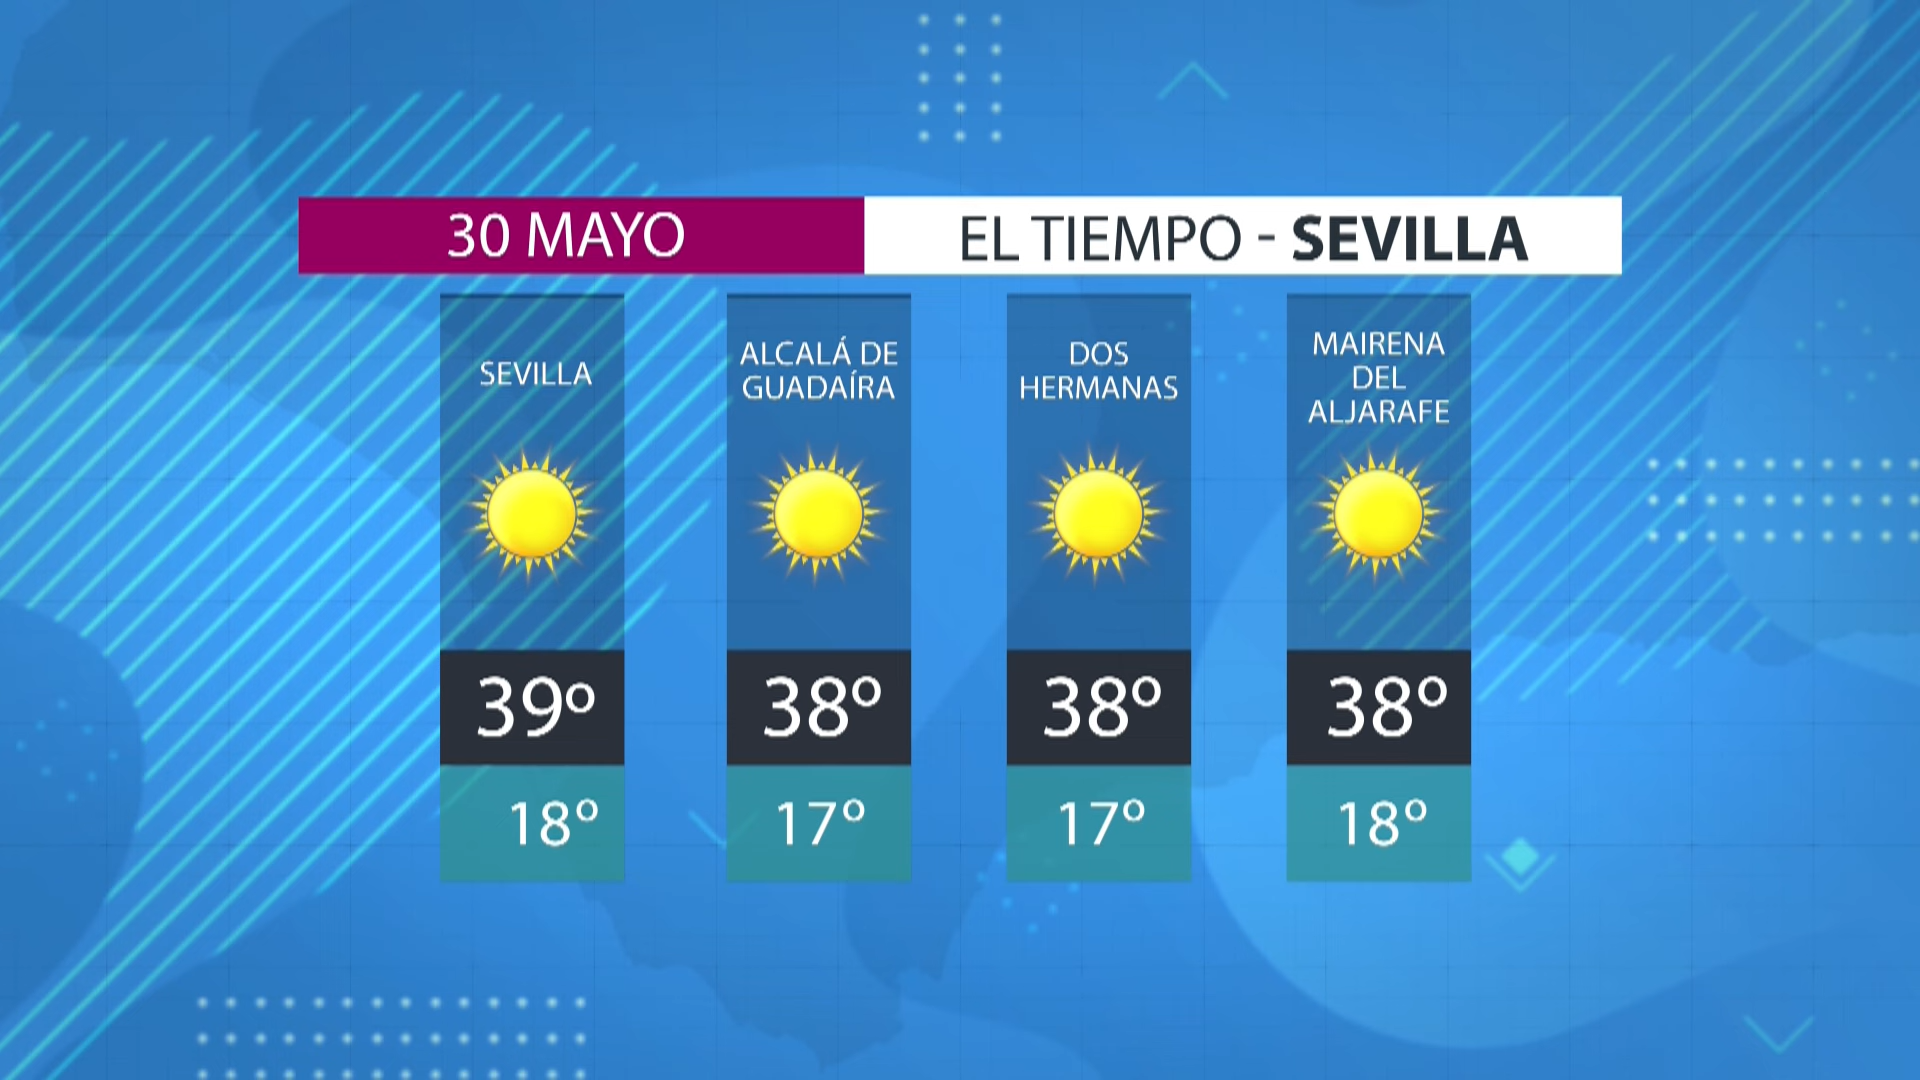 30 MAYO
EL TIEMPO - SEVILLA
SEVILLA
39º
18º
ALCALÁ DE
GUADAÍRA
38º
17º
DOS
HERMANAS
38º
17º
MAIRENA
DEL
ALJARAFE
38º
18º